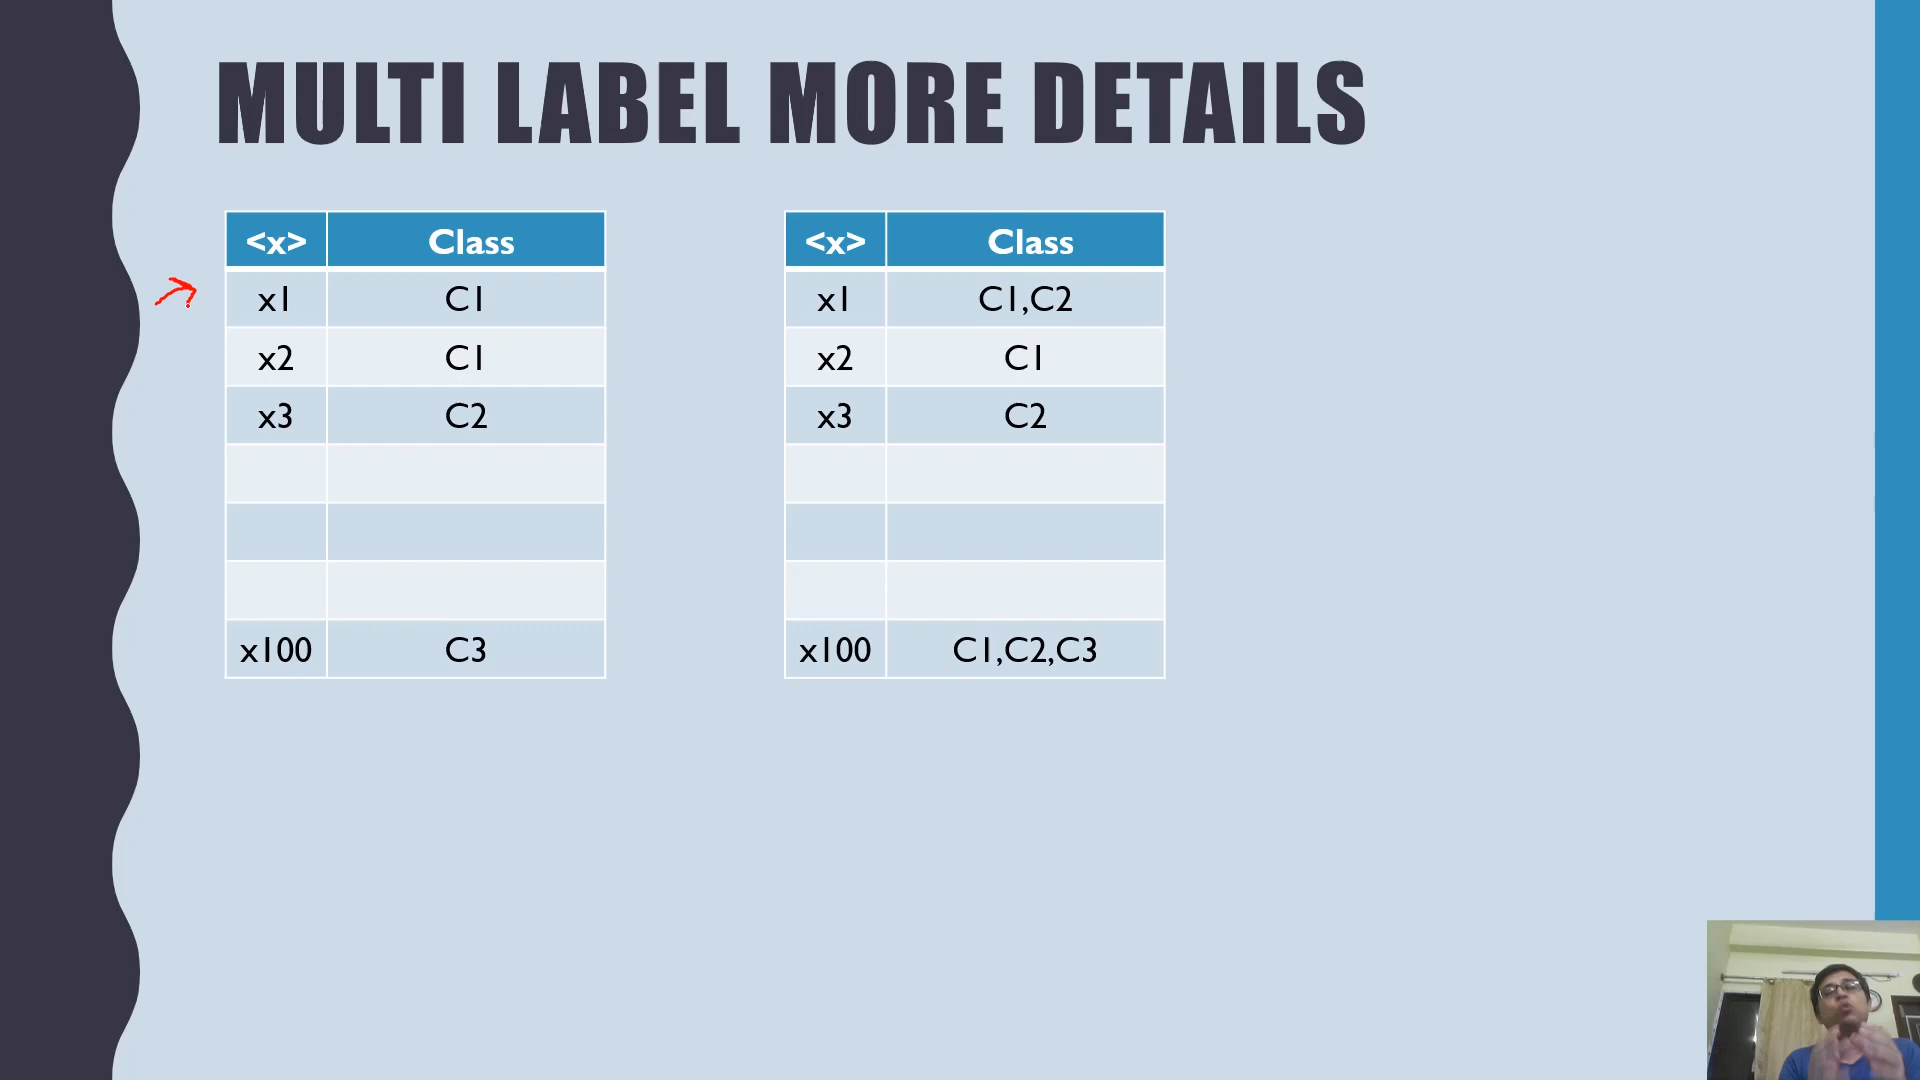 MULTI LABEL MORE DETAILS
<x> Class
x1 C1
x2 C1
x3 C2
x100 C3
<x> Class
x1 C1,C2
x2 C1
x3 C2
x100 C1,C2,C3